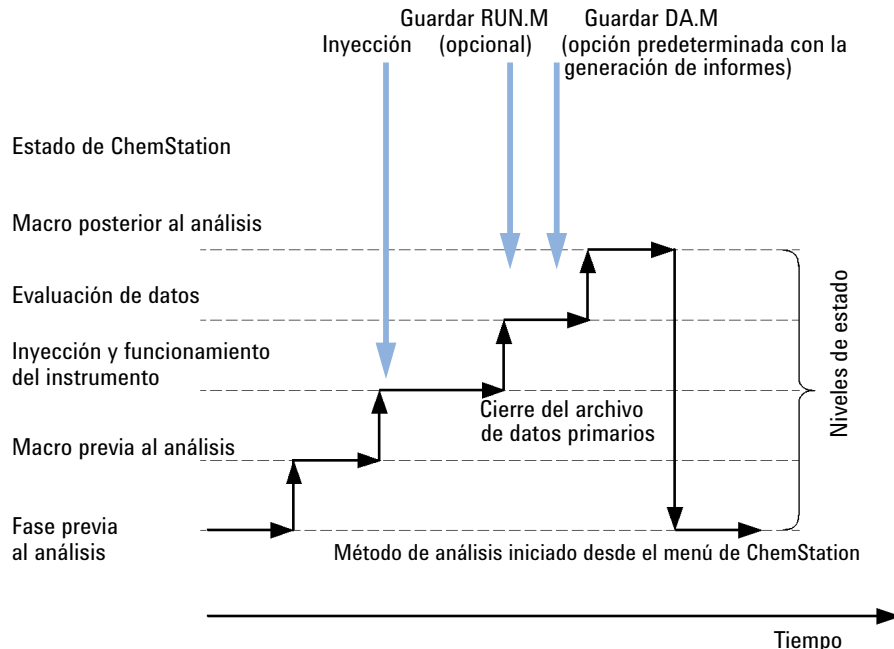 Guardar RUN.M
Guardar DA.M
Inyección
(opcional)
(opción predeterminada con la
generación de informes)
Estado de ChemStation
Macro posterior al análisis
Evaluación de datos
Inyección y funcionamiento
del instrumento
Cierre del archivo
de datos primarios
Macro previa al análisis
Fase previa
al análisis
Método de análisis iniciado desde el menú de ChemStation
Niveles de estado
Tiempo